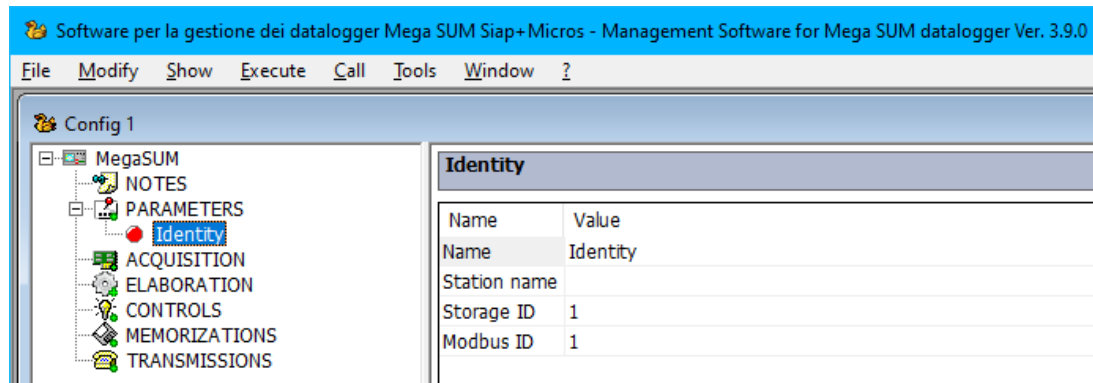 Software per la gestione dei datalogger Mega SUM Siap+Micros - Management Software for Mega SUM datalogger Ver. 3.9.0
File Modify Show Execute Call Tools Window ?
Config 1
MegaSUM
NOTES
PARAMETERS
Identity
ACQUISITION
ELABORATION
CONTROLS
MEMORIZATIONS
TRANSMISSIONS
Identity
Name Value
Name Identity
Station name
Storage ID 1
Modbus ID 1